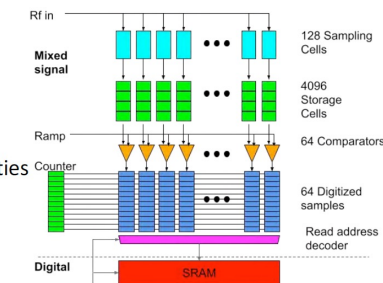 Rf in
Mixed
signal
128 Sampling
Cells
4096
Storage
Cells
Ramp
64 Comparators
ties
Counter
64 Digitized
samples
Read address
decoder
Digital
SRAM